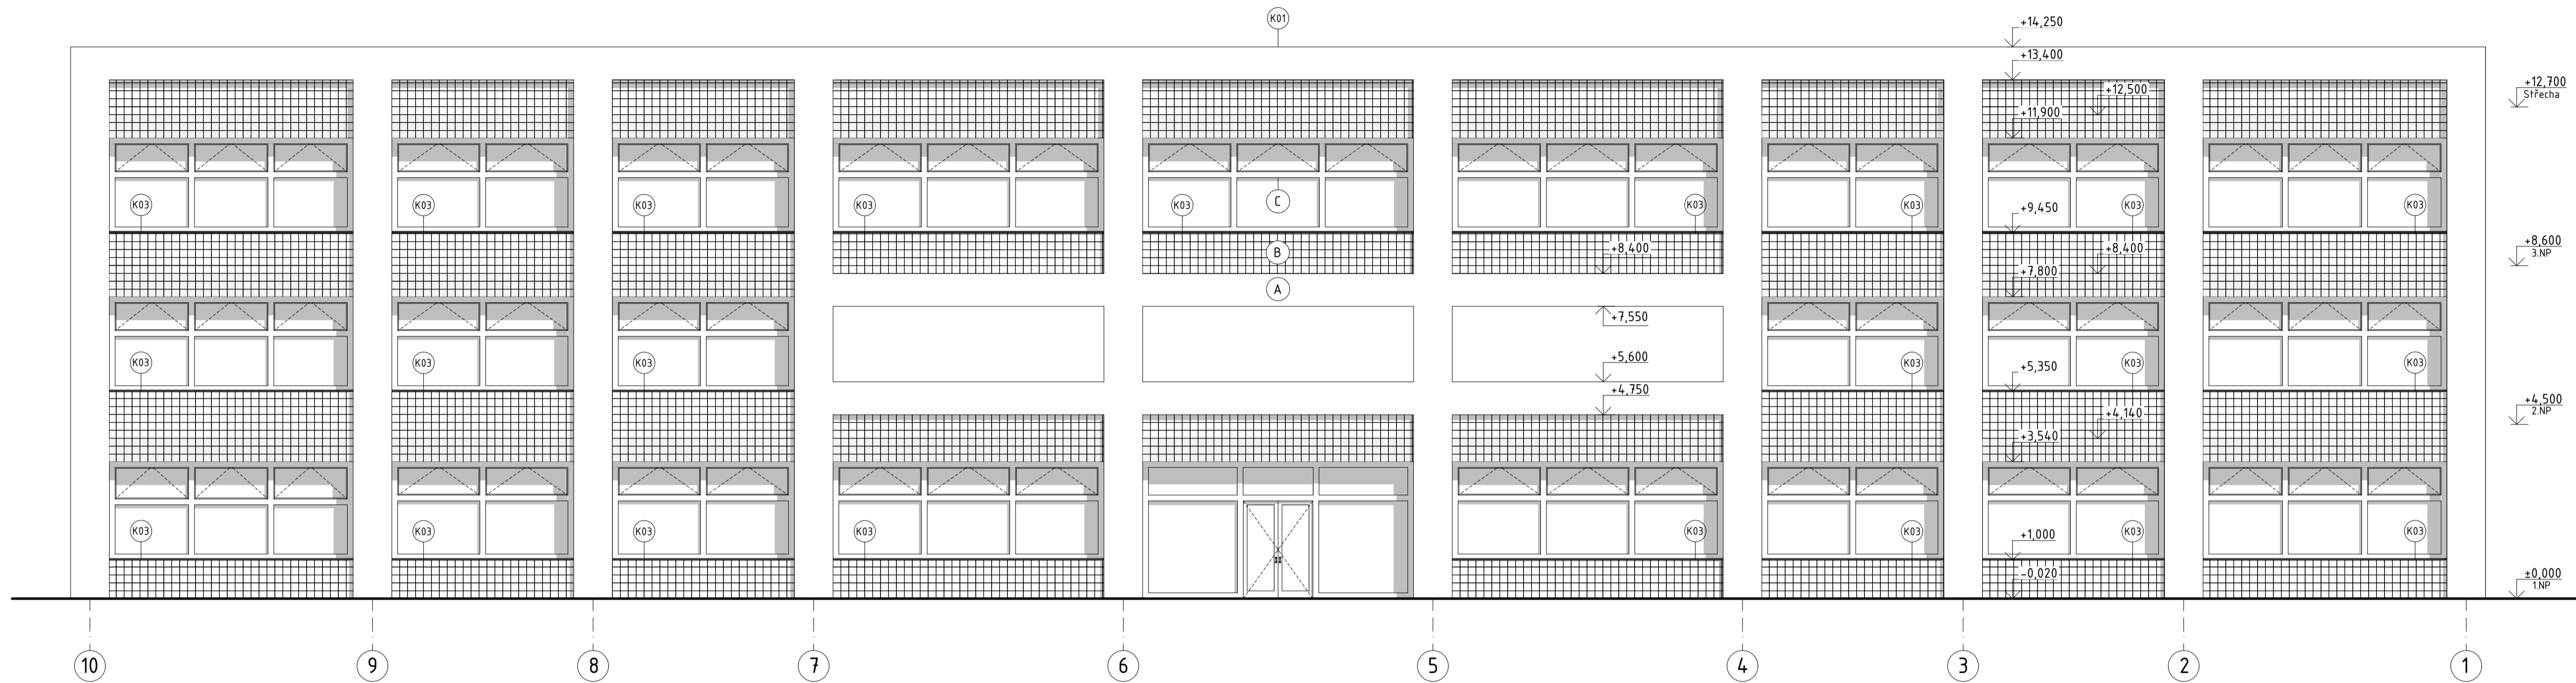 K01
+14,250
+13,400
+12,700
Střecha
+12,500
+11,900
K03 K03 K03 K03 K03 C K03 K03 K03 K03
+9,450
B
+8,400
+8,400
+8,600
3.NP
+7,800
A
+7,550
+5,600
K03 K03 K03 K03 K03 K03
+5,350
+4,750
+4,500
2.NP
+4,140
+3,540
K03 K03 K03 K03 K03 K03 K03 K03
+1,000
-0,020
±0,000
1.NP
10 9 8 7 6 5 4 3 2 1